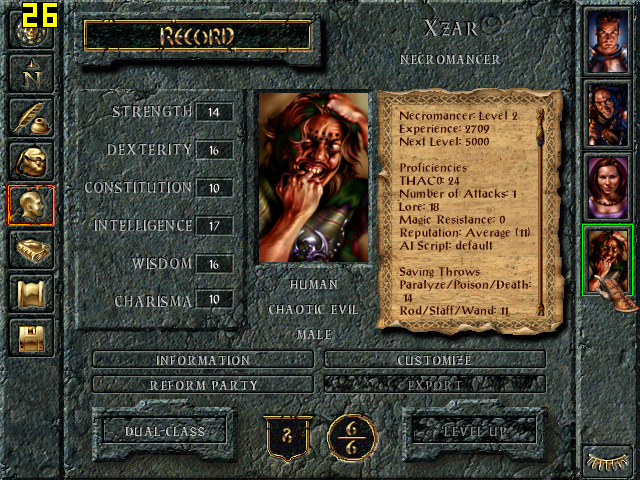 26
RECORD
XZAR
NECROMANCER
N
STRENGTH 14
DEXTERITY 16
CONSTITUTION 10
INTELLIGENCE 17
WISDOM 16
CHARISMA 10
HUMAN
CHAOTIC EVIL
MALE
Necromancer: Level 2
Experience: 2709
Next Level: 5000
Proficiencies
THAC0: 24
Number of Attacks: 1
Lore: 18
Magic Resistance: 0
Reputation: Average (11)
AI Script: default
Saving Throws
Paralyze/Poison/Death:
14
Rod/Staff/Wand: 11
INFORMATION
CUSTOMIZE
REFORM PARTY
EXPORT
DUAL-CLASS
6
6
LEVEL UP